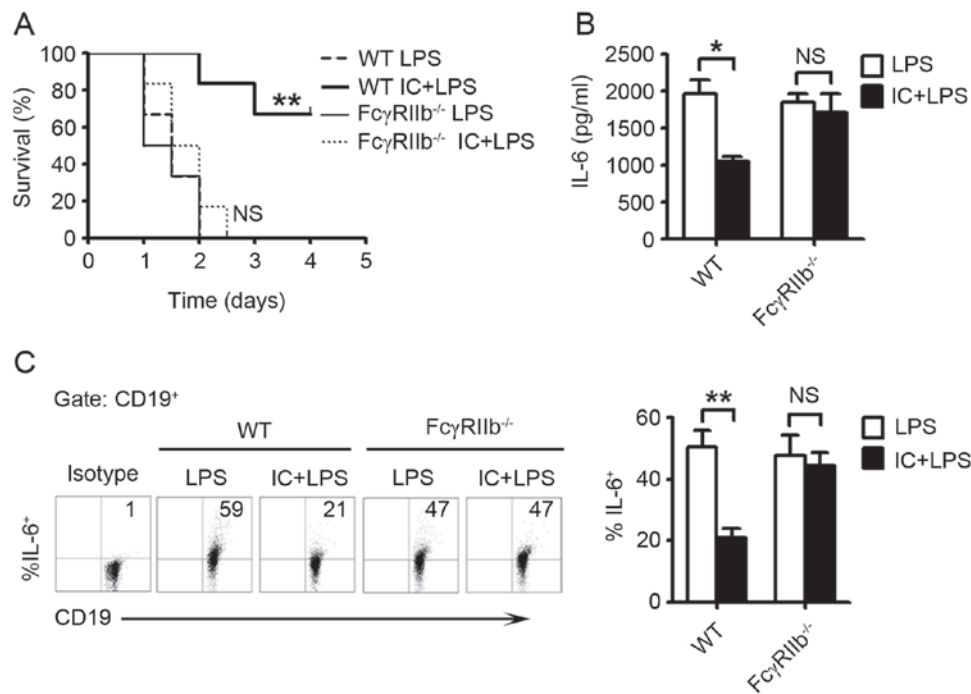 A
Survival (%)
100
80
60
40
20
0
0 1 2 3 4 5
Time (days)
**
NS
WT LPS
WT IC+LPS
FcγRIIb-/- LPS
FcγRIIb-/- IC+LPS
B
IL-6 (pg/ml)
2500
2000
1500
1000
500
0
* NS
WT FcγRIIb-/-
LPS
IC+LPS
C
Gate: CD19+
WT FcγRIIb-/-
Isotype LPS IC+LPS LPS IC+LPS
1 59 21 47 47
%IL-6+
CD19
% IL-6+
60
40
20
0
** NS
WT FcγRIIb-/-
LPS
IC+LPS